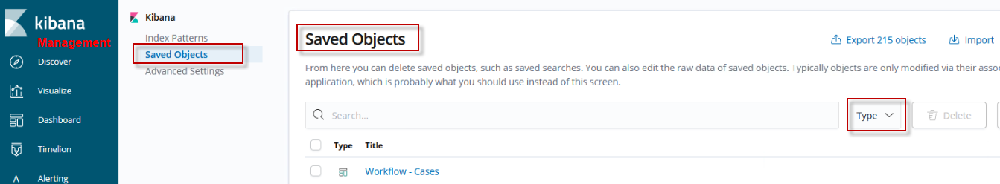 kibana
Management
Discover
Visualize
Dashboard
Timelion
A Alerting
Kibana
Index Patterns
Saved Objects
Advanced Settings
Saved Objects
Export 215 objects
Import
From here you can delete saved objects, such as saved searches. You can also edit the raw data of saved objects. Typically objects are only modified via their asso
application, which is probably what you should use instead of this screen.
Search...
Type
Delete
Type Title
Workflow - Cases